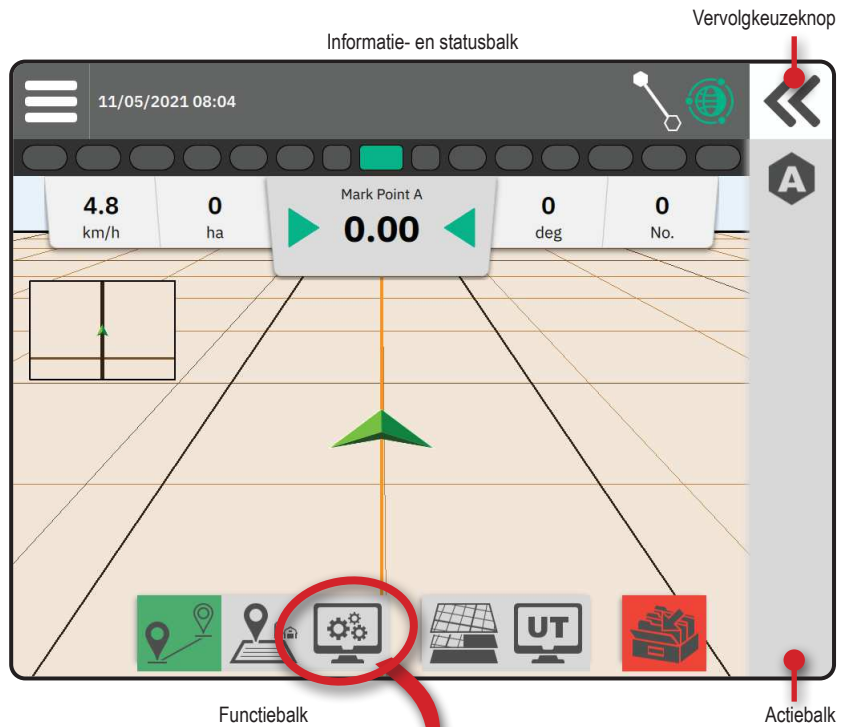 Vervolgkeuzeknop
Informatie- en statusbalk
11/05/2021 08:04
A
4.8
km/h
0
ha
Mark Point A
0.00
0
deg
0
No.
UT
Functiebalk
Actiebalk